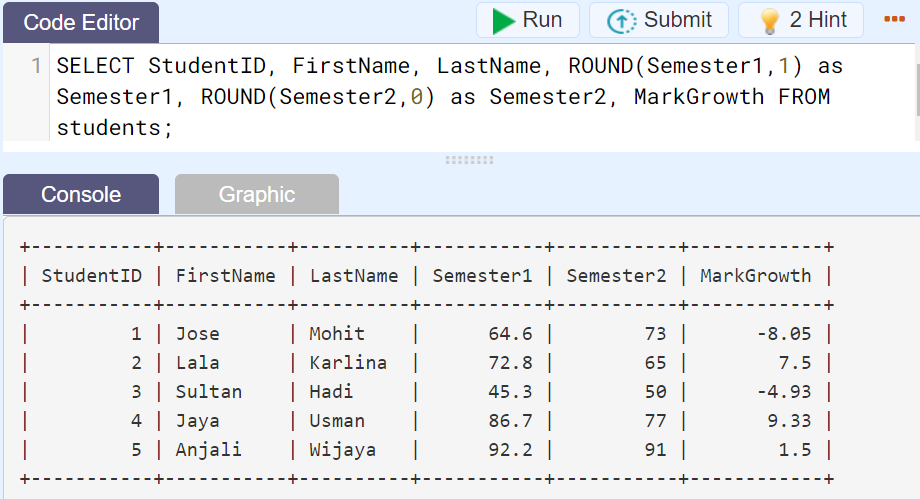 Code Editor
Run
Submit
2 Hint
1 SELECT StudentID, FirstName, LastName, ROUND(Semester1,1) as
Semester1, ROUND(Semester2,0) as Semester2, MarkGrowth FROM
students;
Console
Graphic
+-----------+-----------+----------+-----------+-----------+------------+
| StudentID | FirstName | LastName | Semester1 | Semester2 | MarkGrowth |
+-----------+-----------+----------+-----------+-----------+------------+
|         1 | Jose      | Mohit    |      64.6 |        73 |      -8.05 |
|         2 | Lala      | Karlina  |      72.8 |        65 |        7.5 |
|         3 | Sultan    | Hadi     |      45.3 |        50 |      -4.93 |
|         4 | Jaya      | Usman    |      86.7 |        77 |       9.33 |
|         5 | Anjali    | Wijaya   |      92.2 |        91 |        1.5 |
+-----------+-----------+----------+-----------+-----------+------------+